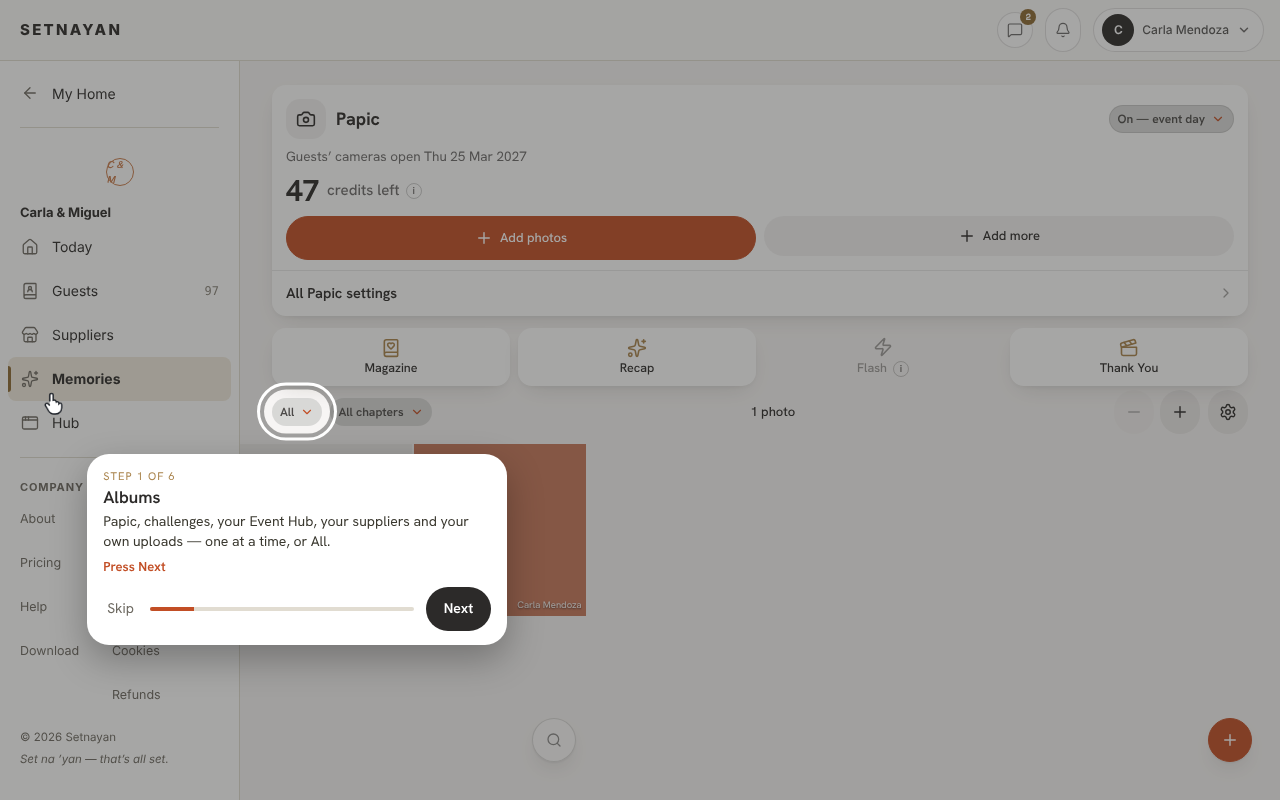 SETNAYAN
2
C
Carla Mendoza
My Home
C &
M
Carla & Miguel
Today
Guests
97
Suppliers
Memories
Hub
COMPANY
About
Pricing
Help
Download
Cookies
Refunds
© 2026 Setnayan
Set na 'yan — that's all set.
Papic
On — event day
Guests' cameras open Thu 25 Mar 2027
47 credits left
i
Add photos
Add more
All Papic settings
Magazine
Recap
Flash
i
Thank You
All
All chapters
1 photo
Carla Mendoza
STEP 1 OF 6
Albums
Papic, challenges, your Event Hub, your suppliers and your
own uploads — one at a time, or All.
Press Next
Skip
Next